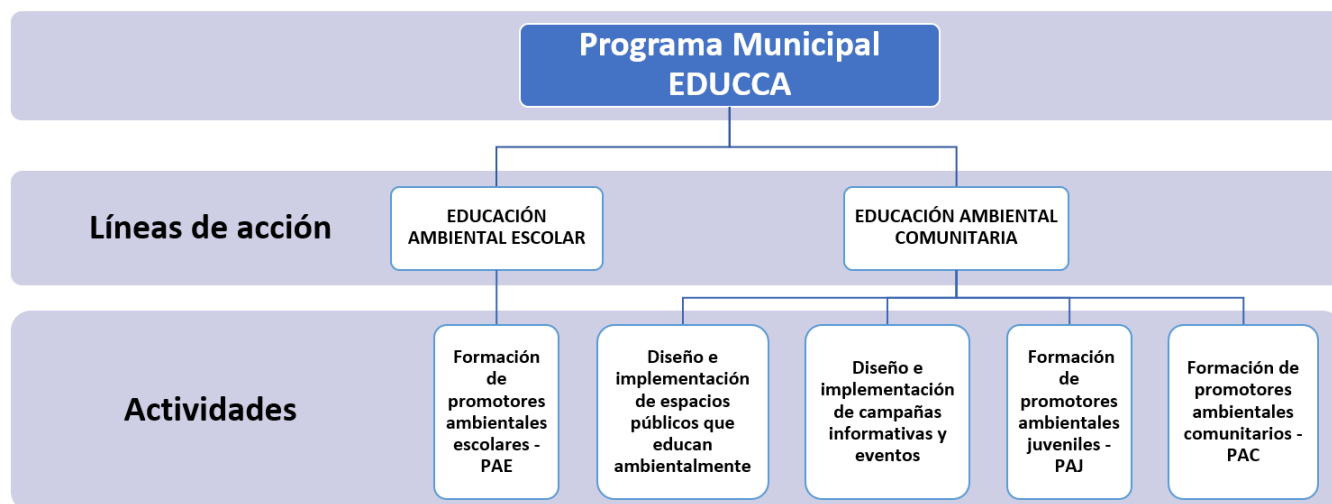 Programa Municipal
EDUCCA
Líneas de acción
EDUCACIÓN
AMBIENTAL ESCOLAR
EDUCACIÓN AMBIENTAL
COMUNITARIA
Actividades
Formación
de
promotores
ambientales
escolares -
PAE
Diseño e
implementación
de espacios
públicos que
educan
ambientalmente
Diseño e
implementación
de campañas
informativas y
eventos
Formación
de
promotores
ambientales
juveniles -
PAJ
Formación de
promotores
ambientales
comunitarios -
PAC